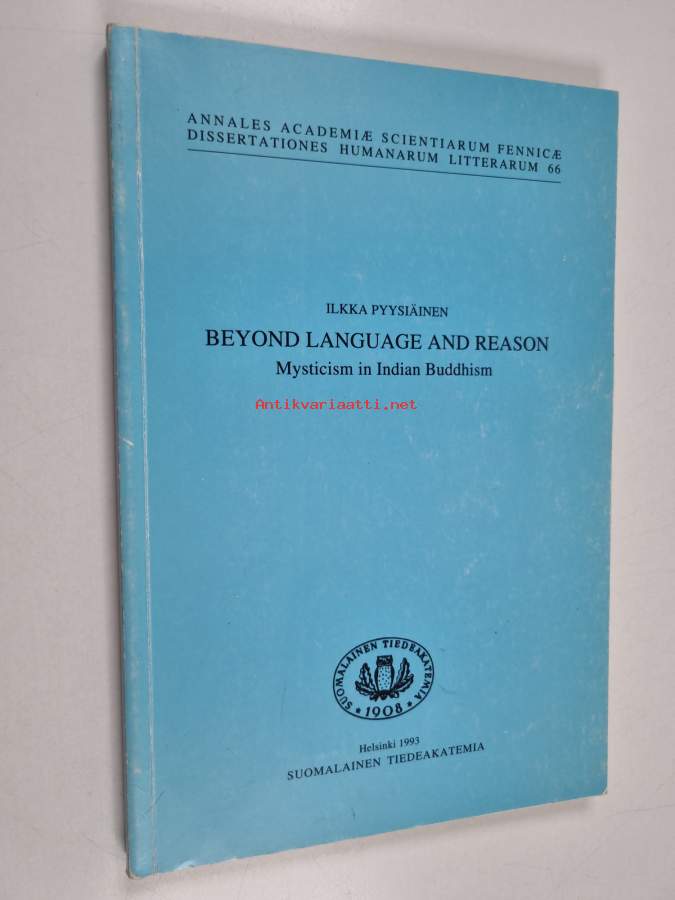 ANNALES ACADEMIÆ SCIENTIARUM FENNICÆ
DISSERTATIONES HUMANARUM LITTERARUM 66
ILKKA PYYSIÄINEN
BEYOND LANGUAGE AND REASON
Mysticism in Indian Buddhism
Antikvariaatti.net
SUOMALAINEN TIEDEAKATEMIA
1908
Helsinki 1993
SUOMALAINEN TIEDEAKATEMIA